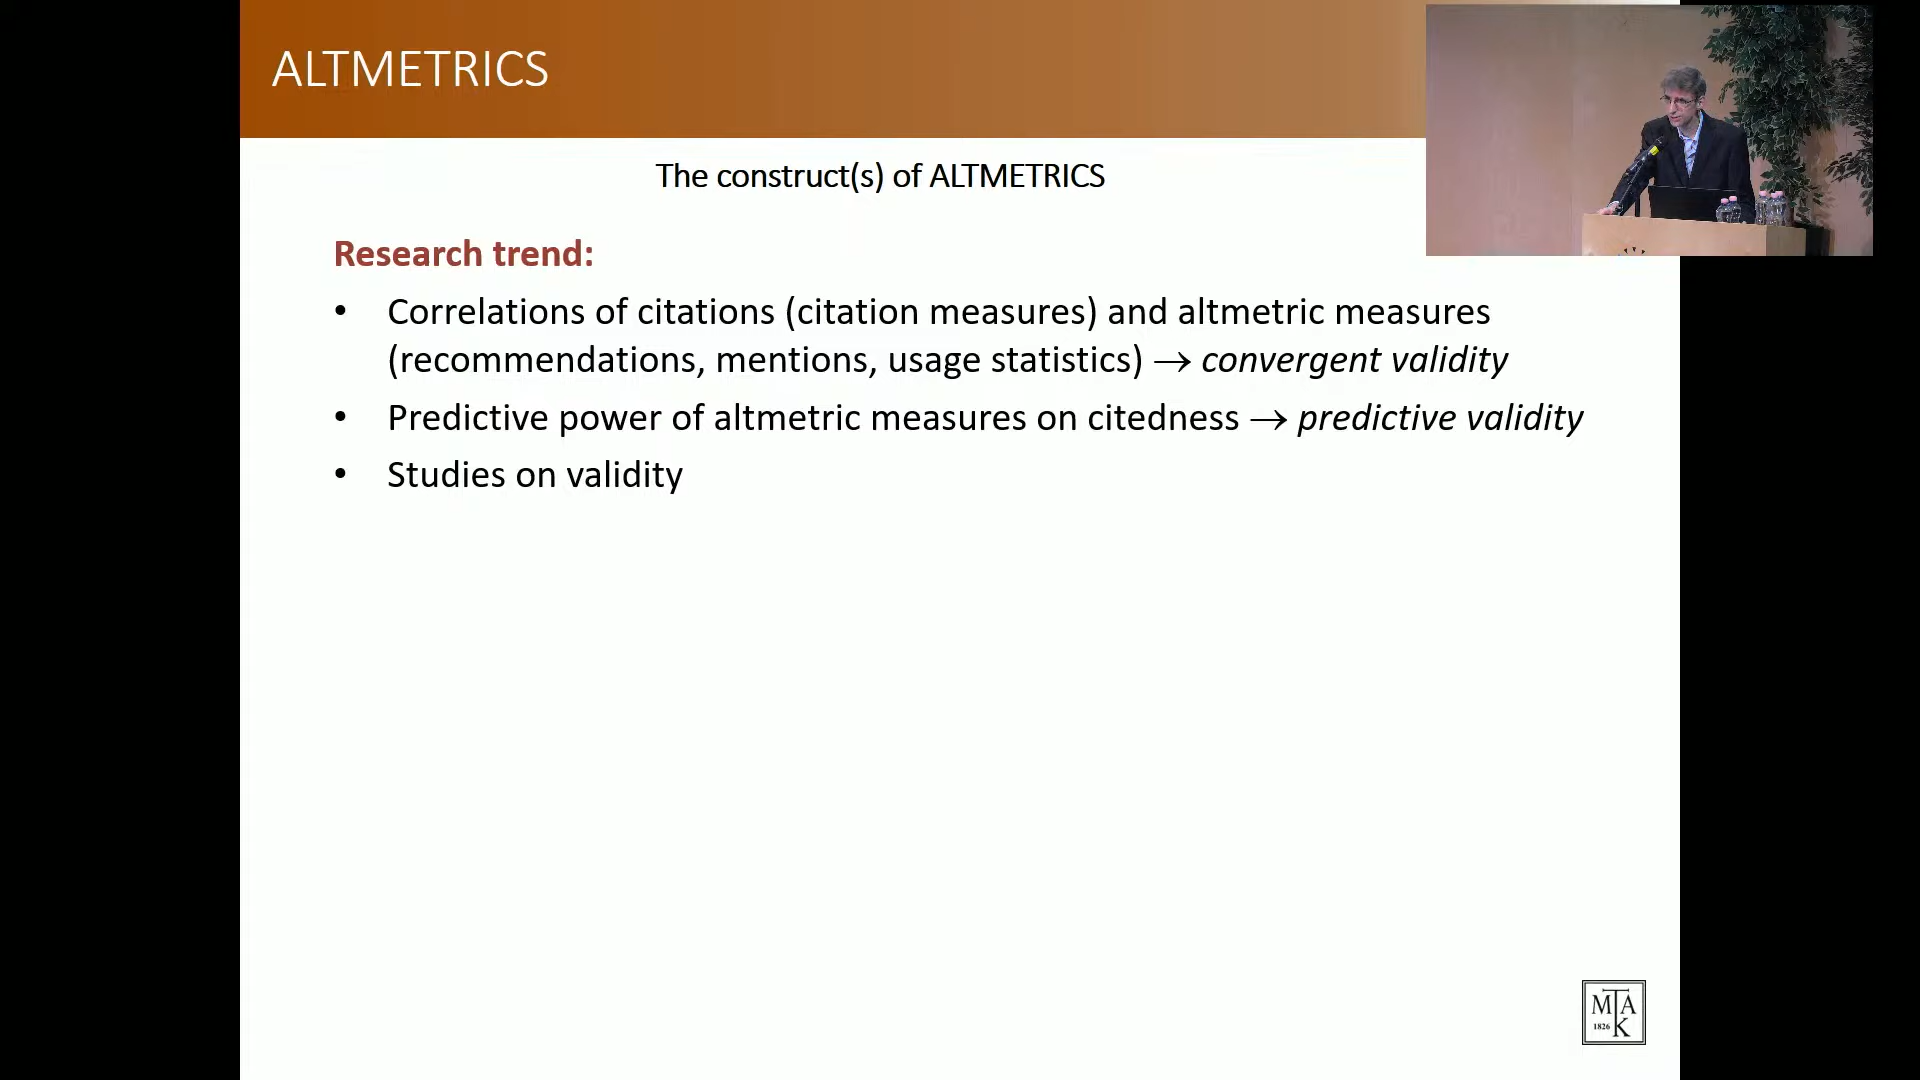 ALTMETRICS
The construct(s) of ALTMETRICS
Research trend:
• Correlations of citations (citation measures) and altmetric measures
(recommendations, mentions, usage statistics) → convergent validity
• Predictive power of altmetric measures on citedness → predictive validity
• Studies on validity
MTA
1826 K